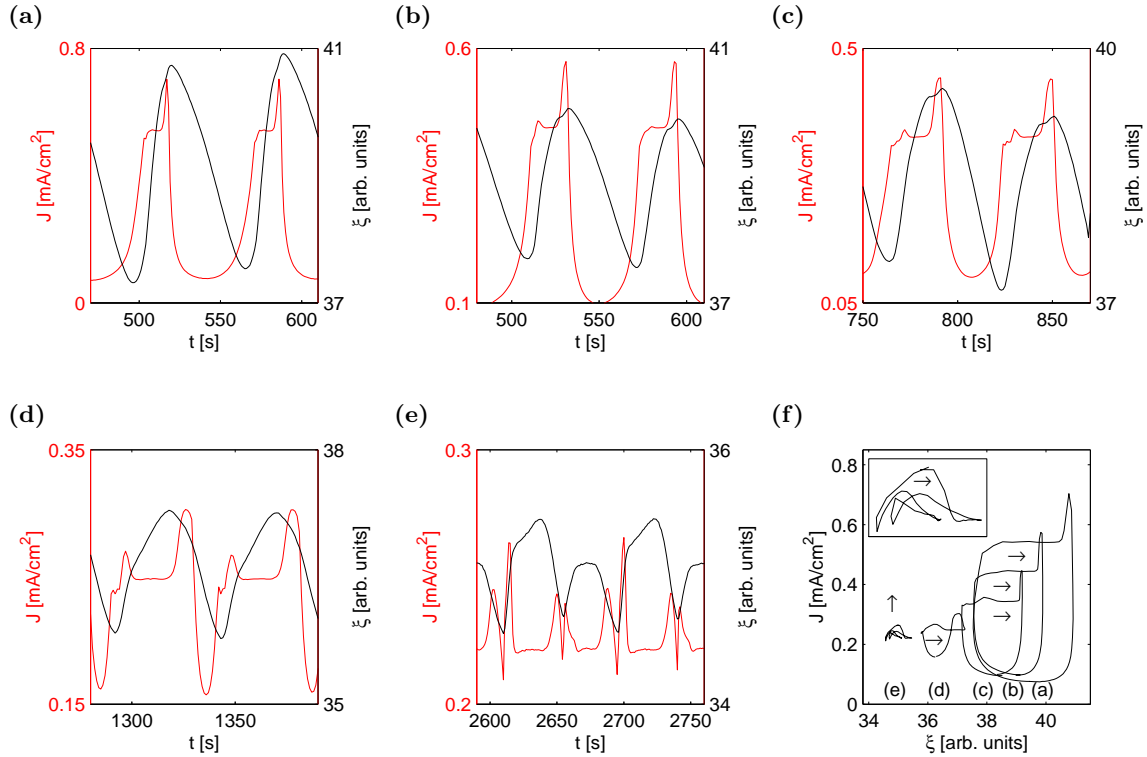 (a)
0.8
0
J [mA/cm²]
41
37
ξ [arb. units]
500 550 600
t [s]
(b)
0.6
0.1
J [mA/cm²]
41
37
ξ [arb. units]
500 550 600
t [s]
(c)
0.5
0.05
J [mA/cm²]
40
37
ξ [arb. units]
750 800 850
t [s]
(d)
0.35
0.15
J [mA/cm²]
38
35
ξ [arb. units]
1300 1350
t [s]
(e)
0.3
0.2
J [mA/cm²]
36
34
ξ [arb. units]
2600 2650 2700 2750
t [s]
(f)
0.8
0.6
0.4
0.2
0
J [mA/cm²]
→
→
→
→
↑
→
(e) (d) (c) (b) (a)
34 36 38 40
ξ [arb. units]